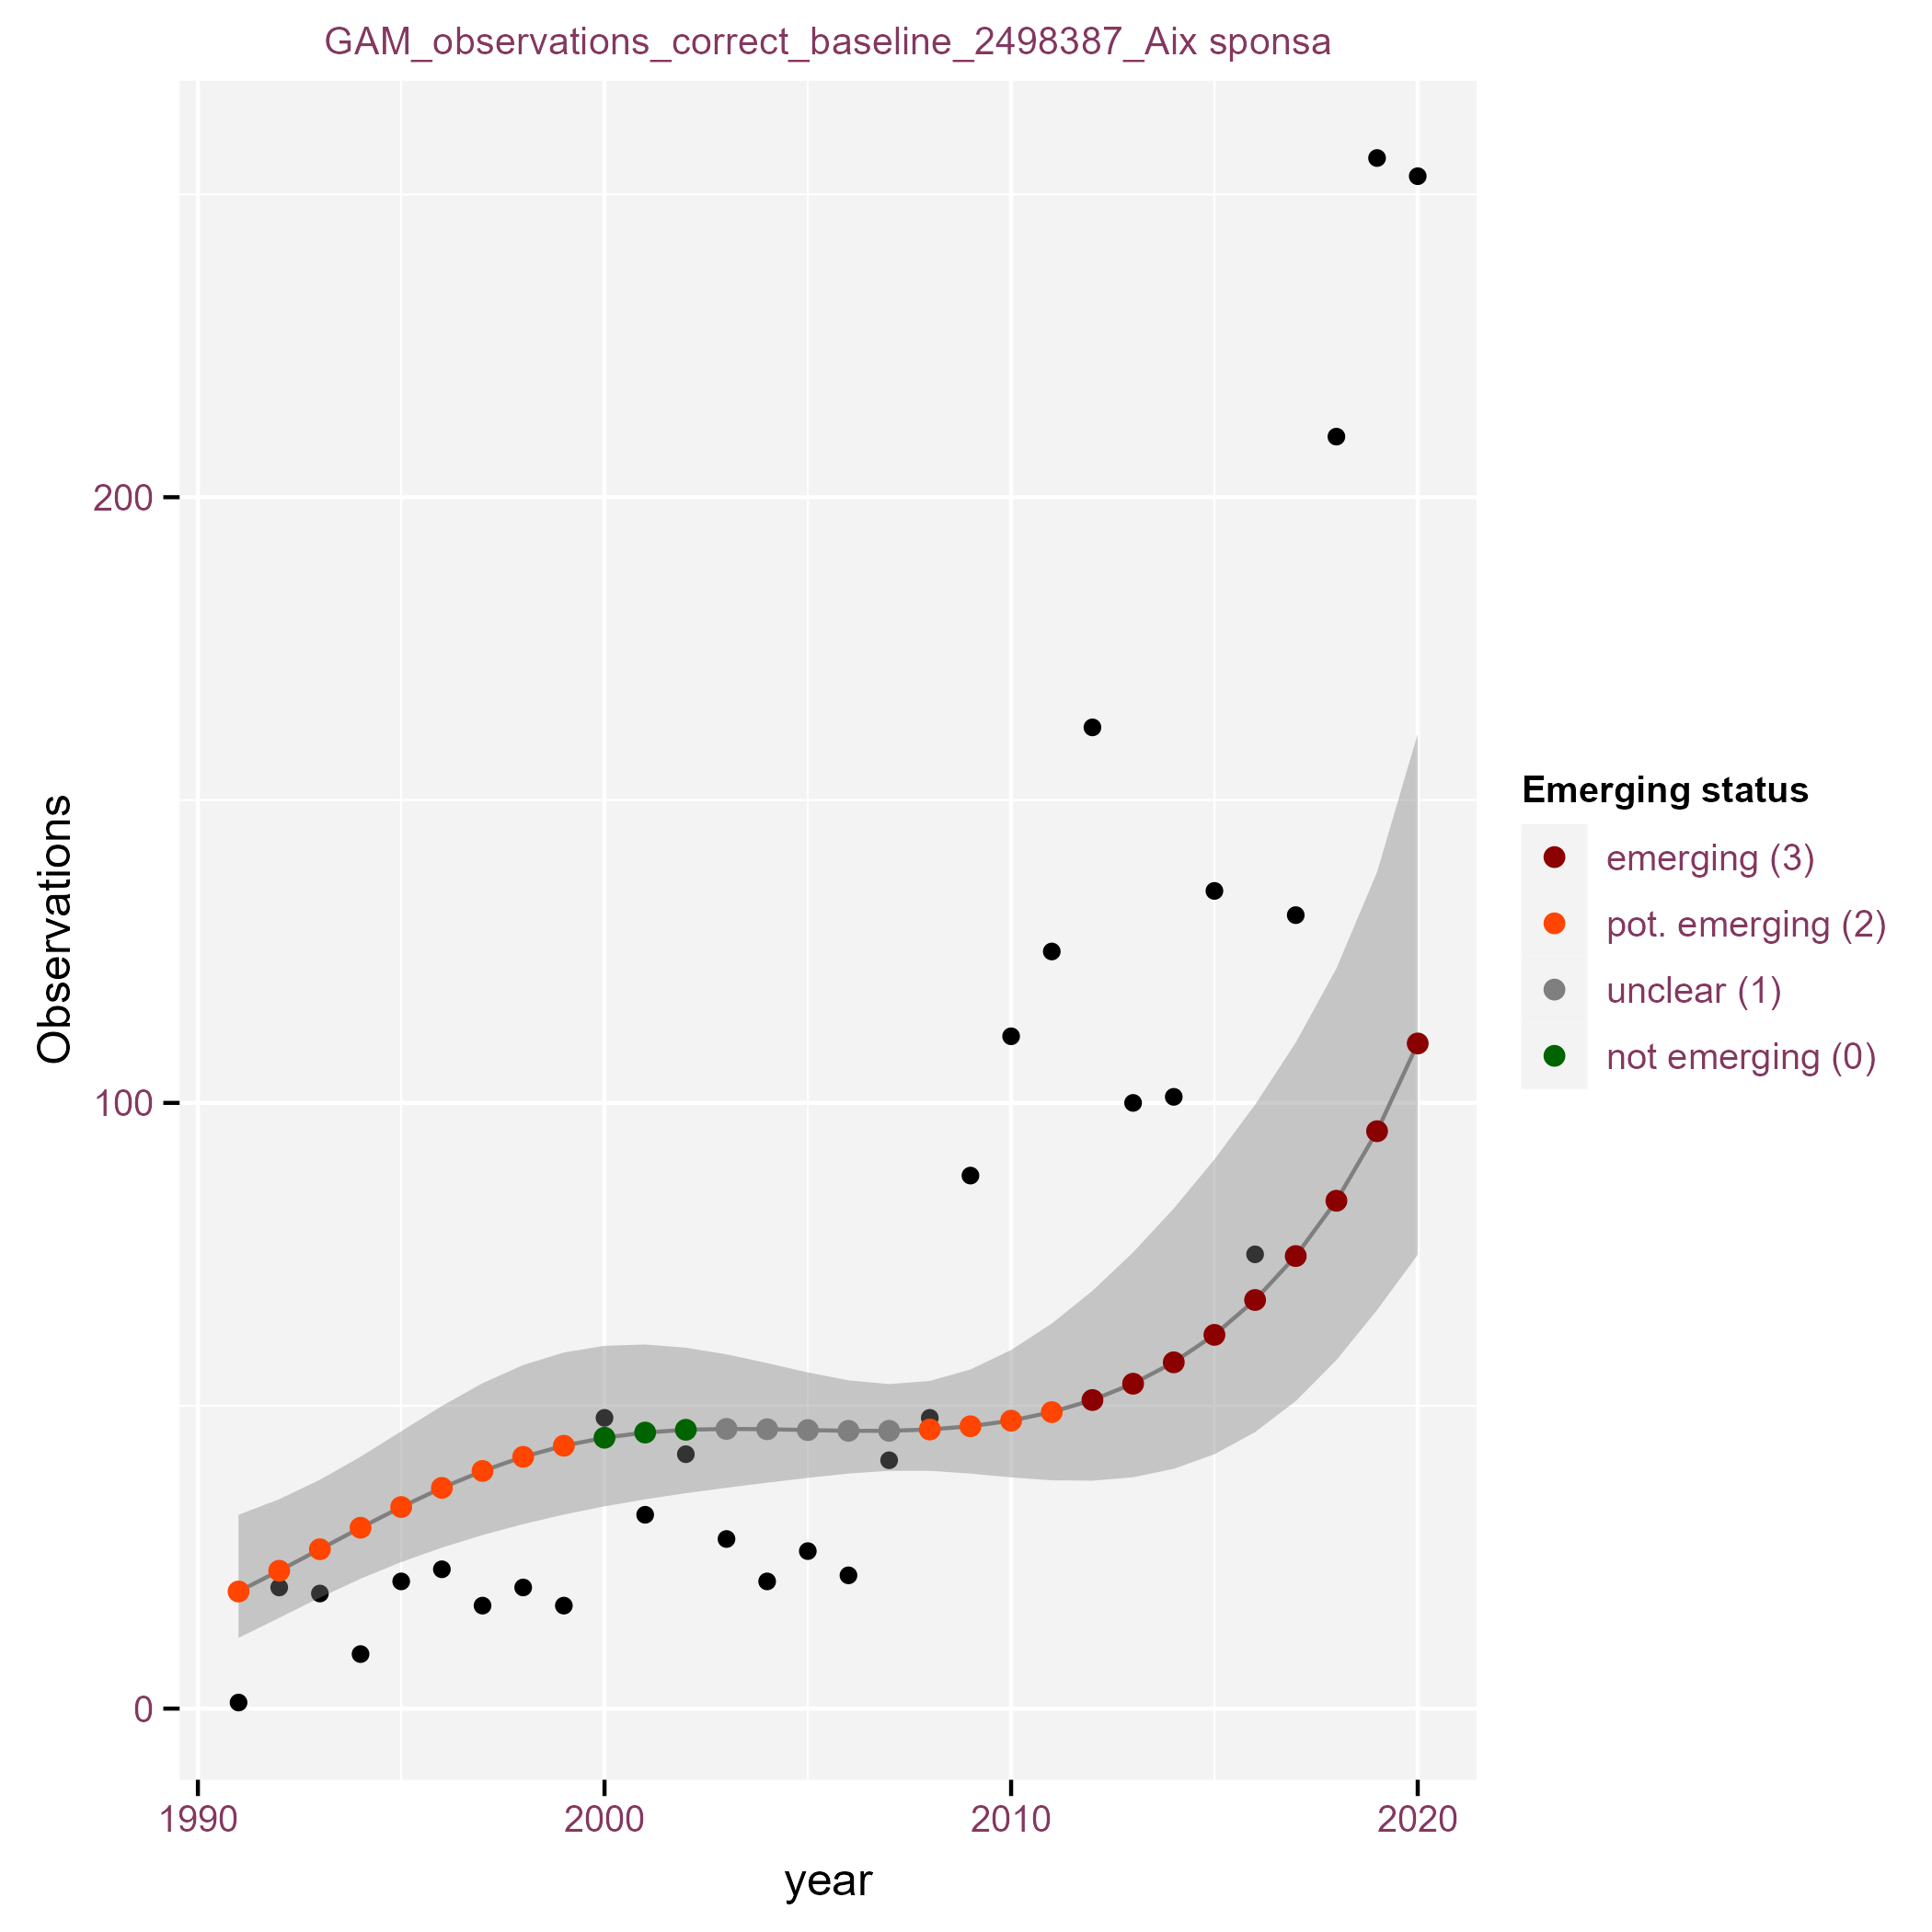 GAM_observations_correct_baseline_2498387_Aix sponsa
Observations
200
100
0
1990
2000
2010
2020
year
Emerging status
emerging (3)
pot. emerging (2)
unclear (1)
not emerging (0)